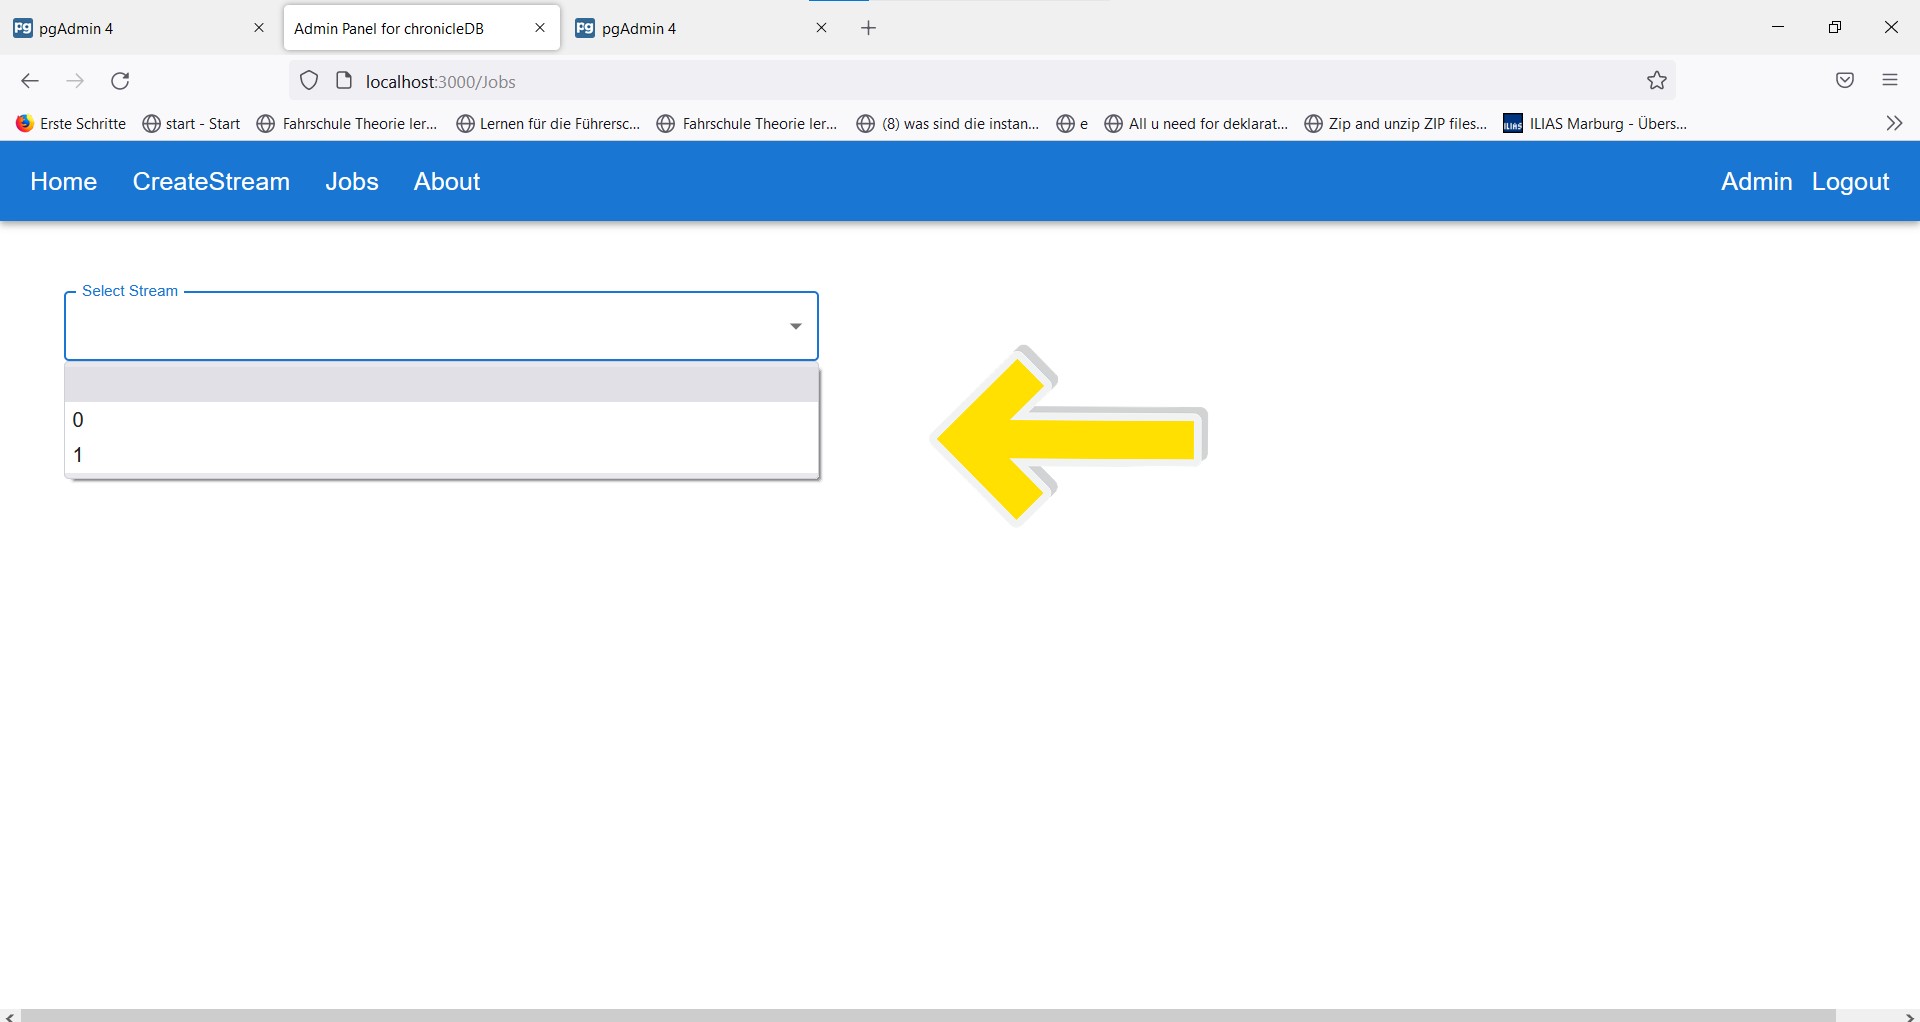 pgAdmin 4
Admin Panel for chronicleDB
pgAdmin 4
localhost:3000/Jobs
Erste Schritte
start - Start
Fahrschule Theorie ler...
Lernen für die Führersc...
Fahrschule Theorie ler...
(8) was sind die instan...
e
All u need for deklarat...
Zip and unzip ZIP files...
ILIAS Marburg - Übers...
Home CreateStream Jobs About Admin Logout
Select Stream
0
1